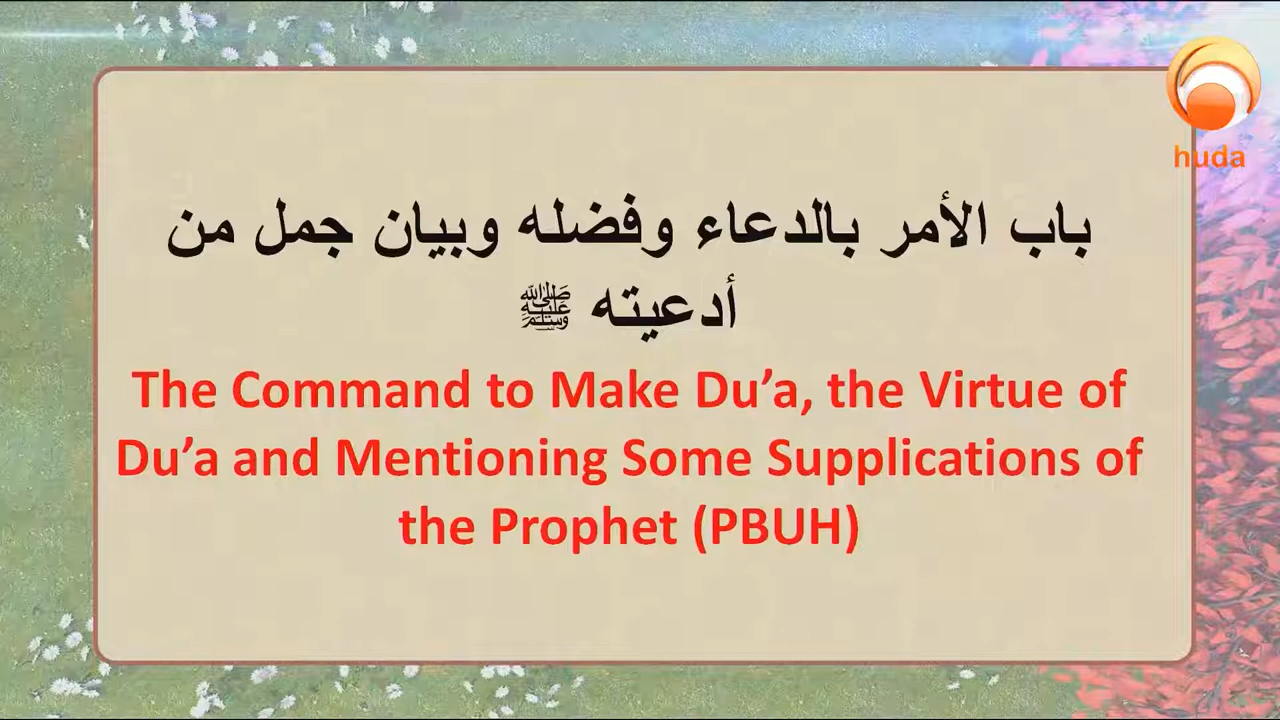 huda
باب الأمر بالدعاء وفضله وبيان جمل من
أدعيته ﷺ
The Command to Make Du’a, the Virtue of
Du’a and Mentioning Some Supplications of
the Prophet (PBUH)